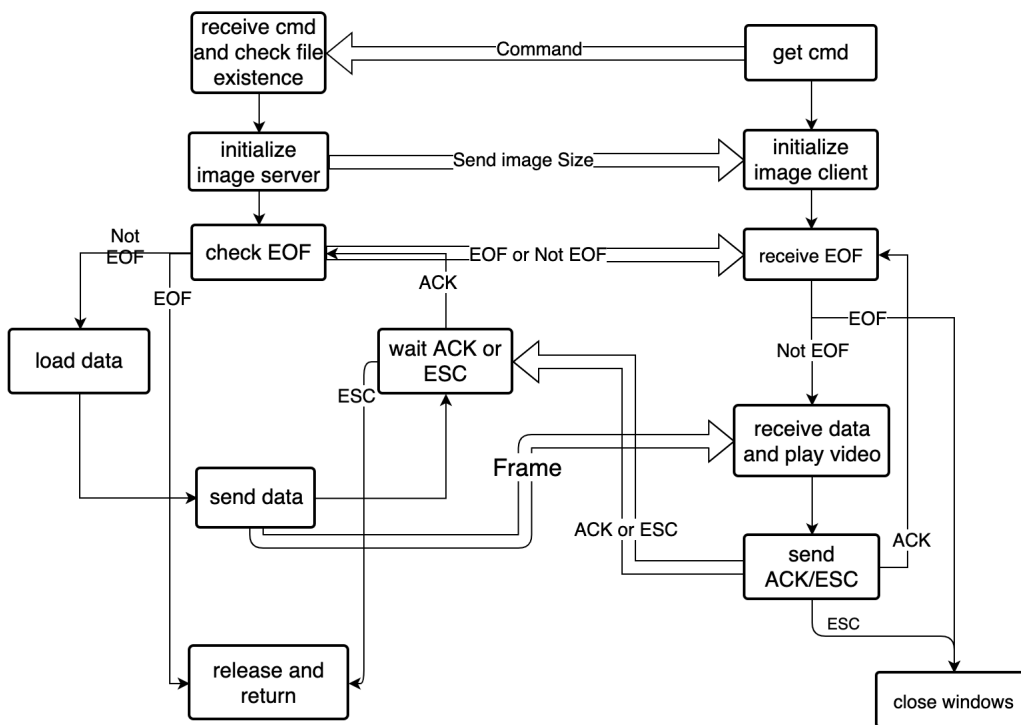 receive cmd
and check file
existence
Command
get cmd
initialize
image server
Send image Size
initialize
image client
Not
EOF
check EOF
EOF or Not EOF
receive EOF
EOF
ACK
EOF
load data
wait ACK or
ESC
Not EOF
ESC
receive data
and play video
Frame
send data
ACK or ESC
ACK
send
ACK/ESC
ESC
release and
return
close windows